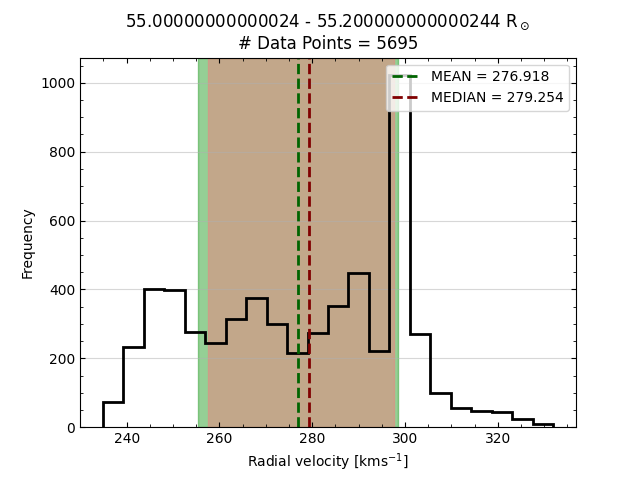 55.00000000000024 - 55.200000000000244 R⊙
# Data Points = 5695
MEAN = 276.918
MEDIAN = 279.254
Frequency
1000
800
600
400
200
0
240 260 280 300 320
Radial velocity [kms⁻¹]